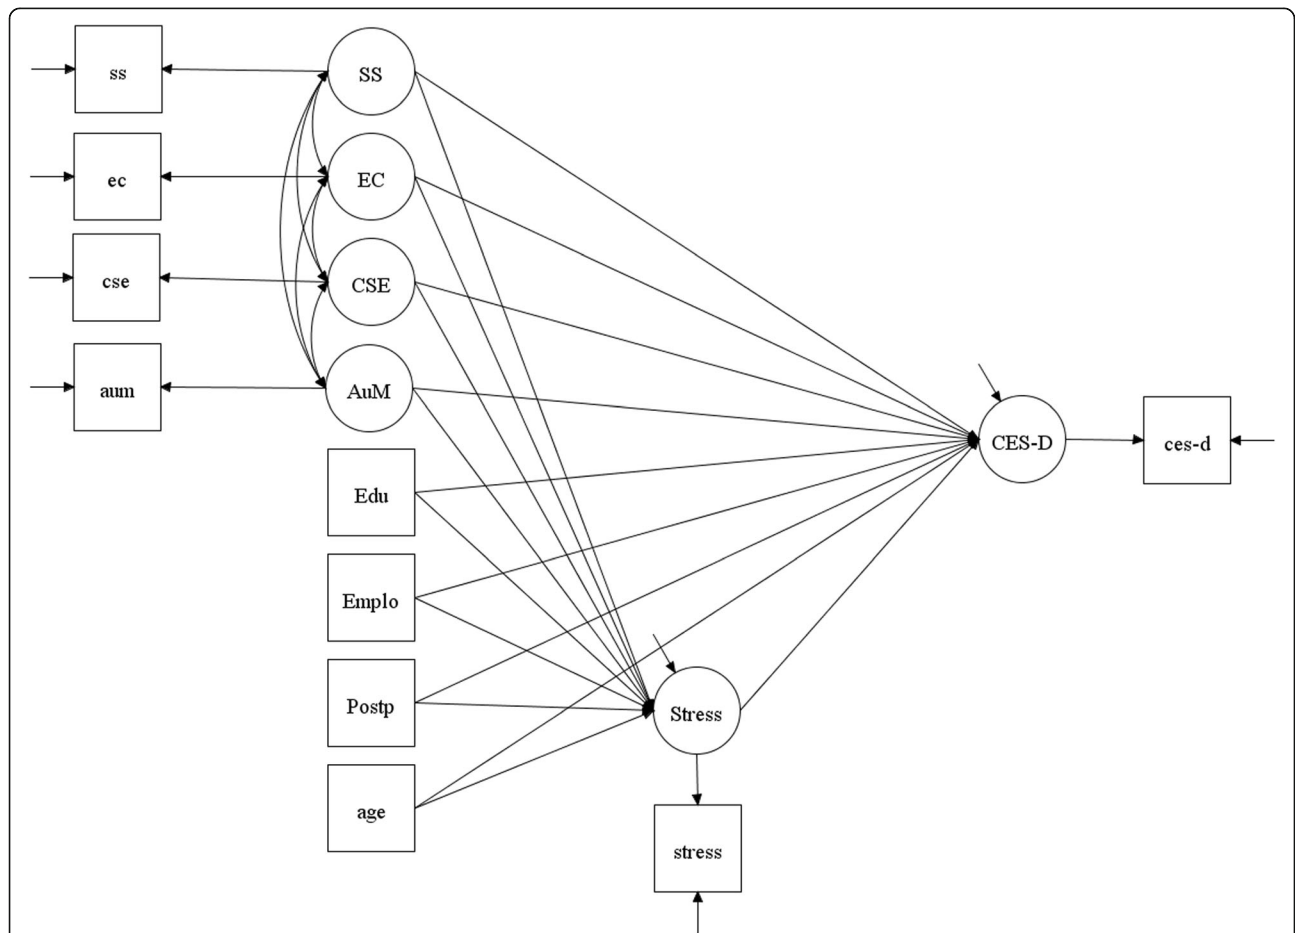 ss
SS
ec
EC
cse
CSE
aum
AuM
CES-D
ces-d
Edu
Emplo
Postp
Stress
age
stress